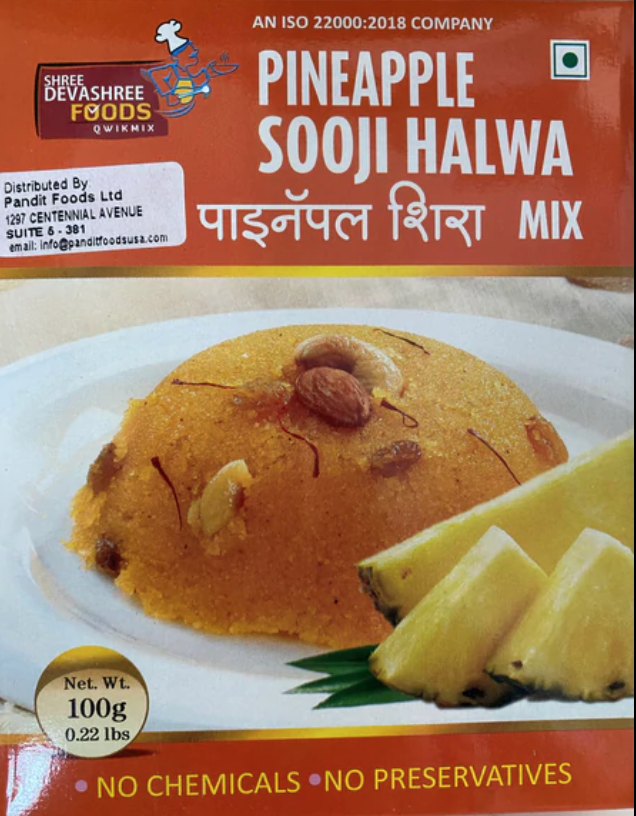 AN ISO 22000:2018 COMPANY
SHREE
DEVASHREE
FOODS
QWIKMIX
PINEAPPLE
SOOJI HALWA
पाइनॅपल शिरा MIX
Distributed By
Pandit Foods Ltd
1297 CENTENNIAL AVENUE
SUITE 5 - 381
email: info@panditfoodsusa.com
Net. Wt.
100g
0.22 lbs
• NO CHEMICALS • NO PRESERVATIVES